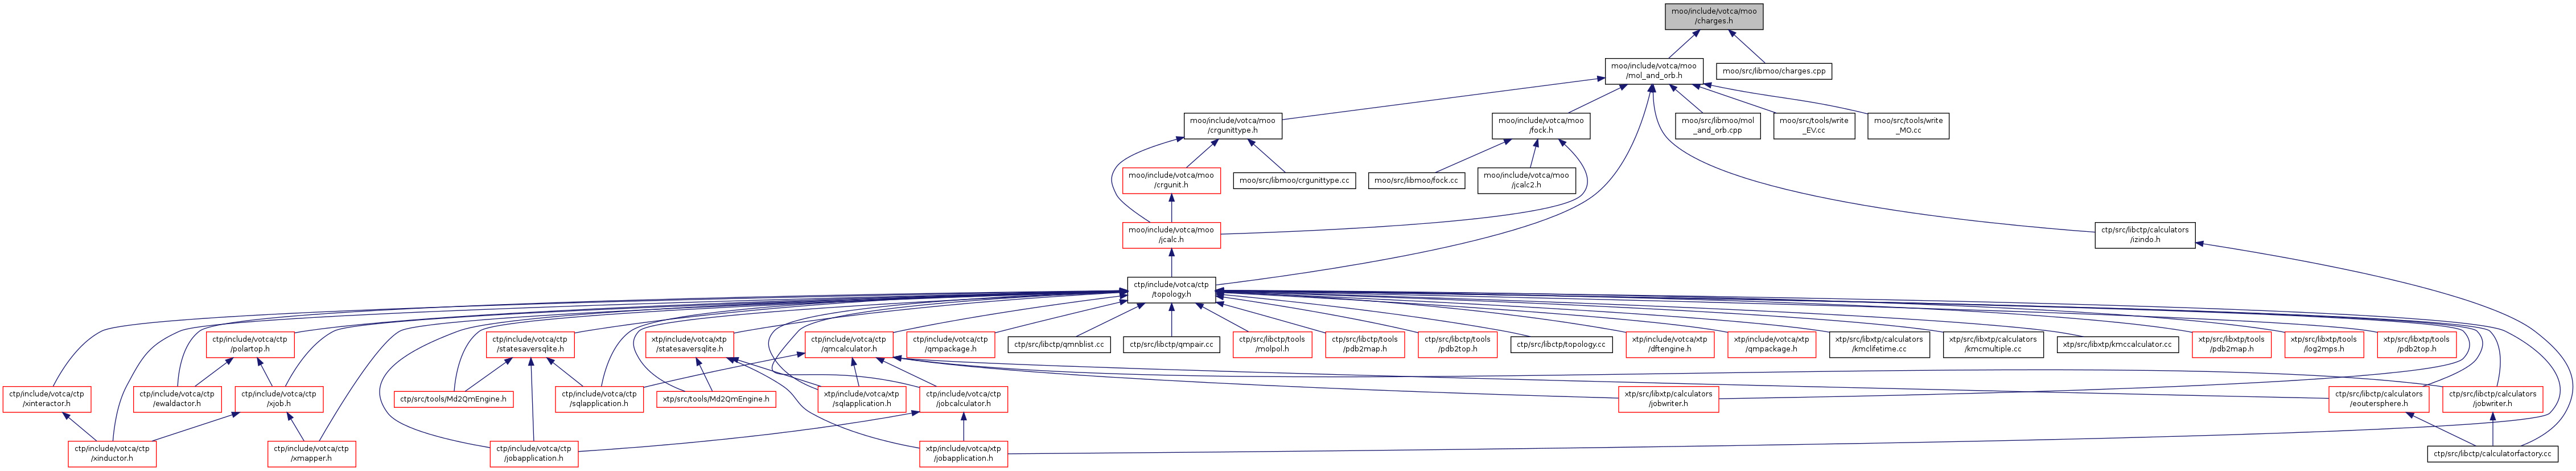 moo/include/votca/moo
/charges.h
moo/include/votca/moo
/mol_and_orb.h
moo/src/libmoo/charges.cpp
moo/include/votca/moo
/crgunittype.h
moo/include/votca/moo
/fock.h
moo/src/libmoo/mol
_and_orb.cpp
moo/src/tools/write
_EV.cc
moo/src/tools/write
_MO.cc
moo/include/votca/moo
/crgunit.h
moo/src/libmoo/crgunittype.cc
moo/src/libmoo/fock.cc
moo/include/votca/moo
/jcalc2.h
moo/include/votca/moo
/jcalc.h
ctp/src/libctp/calculators
/izindo.h
ctp/include/votca/ctp
/topology.h
ctp/include/votca/ctp
/polartop.h
ctp/include/votca/ctp
/statesaversqlite.h
xtp/include/votca/xtp
/statesaversqlite.h
ctp/include/votca/ctp
/qmcalculator.h
ctp/include/votca/ctp
/qmpackage.h
ctp/src/libctp/qmnblist.cc
ctp/src/libctp/qmpair.cc
ctp/src/libctp/tools
/molpol.h
ctp/src/libctp/tools
/pdb2map.h
ctp/src/libctp/tools
/pdb2top.h
ctp/src/libctp/topology.cc
xtp/include/votca/xtp
/dftengine.h
xtp/include/votca/xtp
/qmpackage.h
xtp/src/libxtp/calculators
/kmclifetime.cc
xtp/src/libxtp/calculators
/kmcmultiple.cc
xtp/src/libxtp/kmccalculator.cc
xtp/src/libxtp/tools
/pdb2map.h
xtp/src/libxtp/tools
/log2mps.h
xtp/src/libxtp/tools
/pdb2top.h
ctp/include/votca/ctp
/xinteractor.h
ctp/include/votca/ctp
/ewaldactor.h
ctp/include/votca/ctp
/xjob.h
ctp/src/tools/Md2QmEngine.h
ctp/include/votca/ctp
/sqlapplication.h
xtp/src/tools/Md2QmEngine.h
xtp/include/votca/xtp
/sqlapplication.h
ctp/include/votca/ctp
/jobcalculator.h
xtp/src/libxtp/calculators
/jobwriter.h
ctp/src/libctp/calculators
/eoutersphere.h
ctp/src/libctp/calculators
/jobwriter.h
ctp/include/votca/ctp
/xinductor.h
ctp/include/votca/ctp
/xmapper.h
ctp/include/votca/ctp
/jobapplication.h
xtp/include/votca/xtp
/jobapplication.h
ctp/src/libctp/calculatorfactory.cc